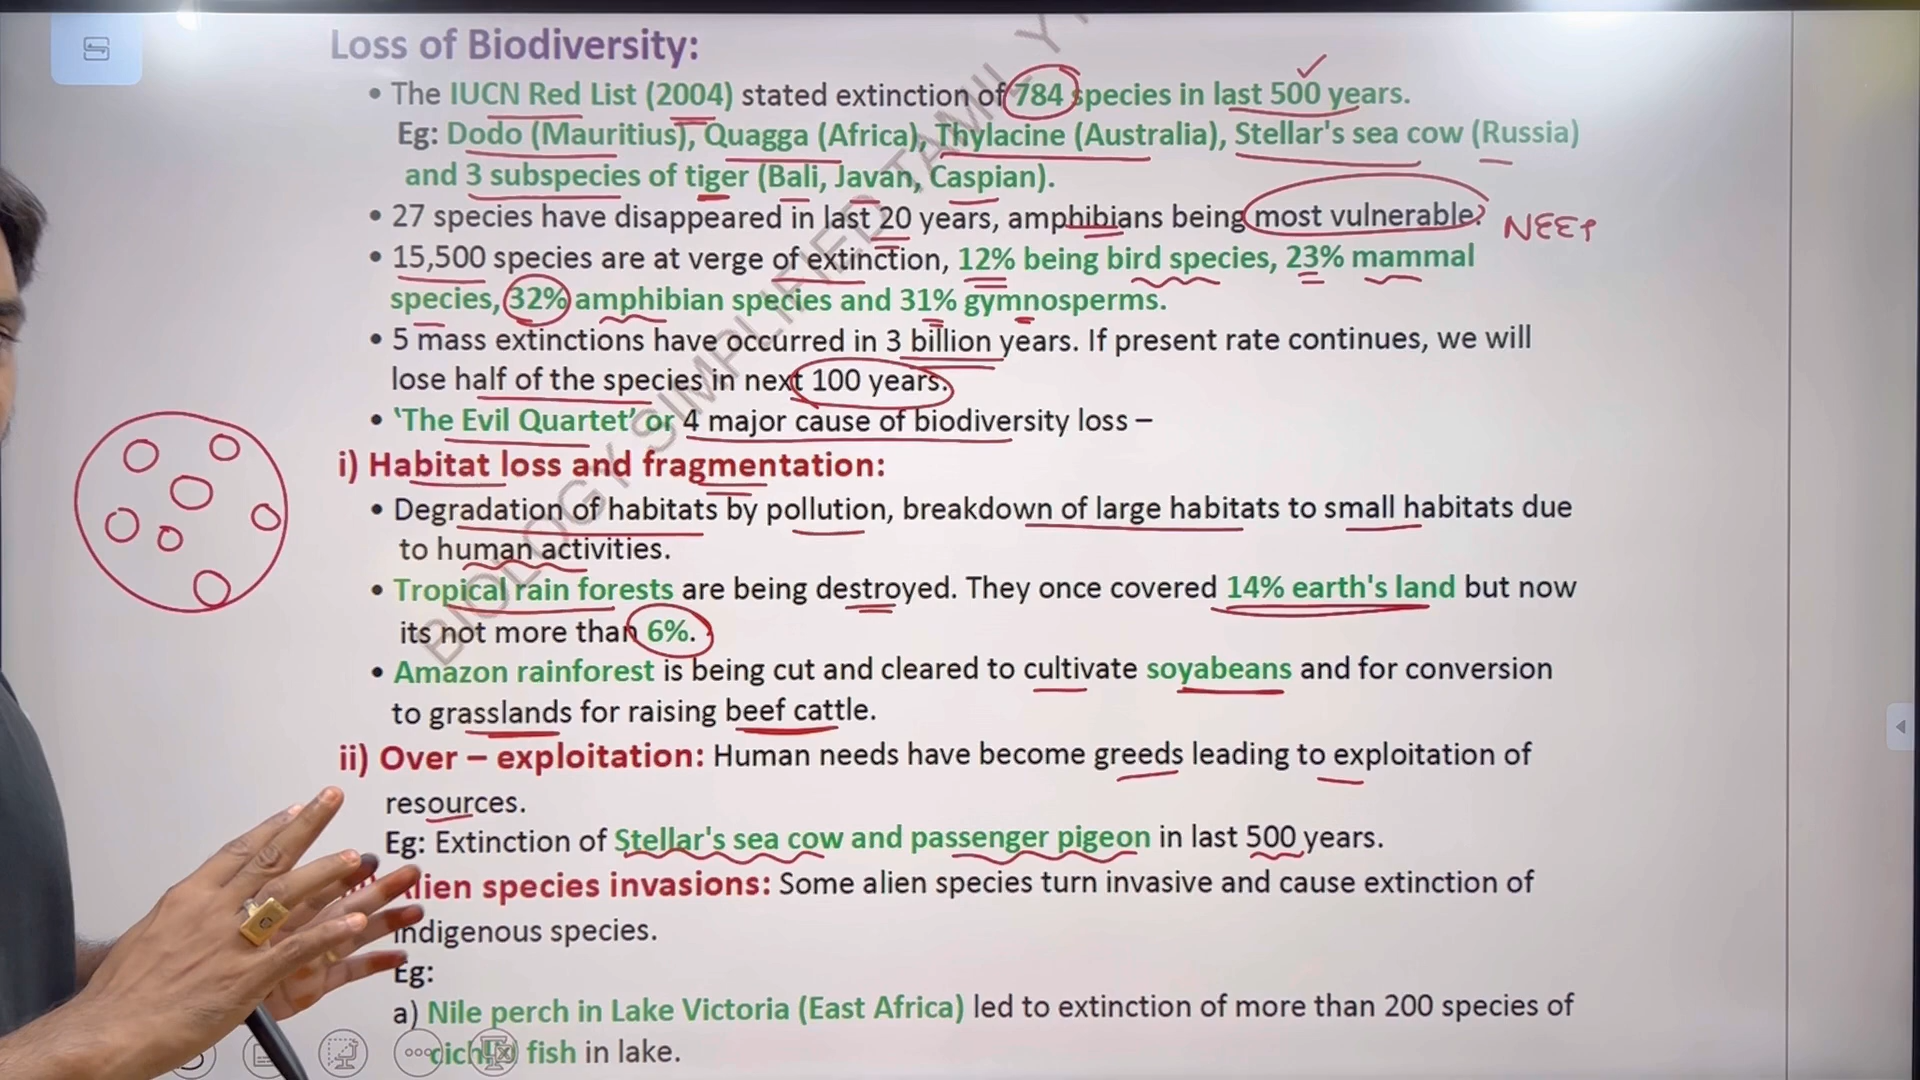 Loss of Biodiversity:
• The IUCN Red List (2004) stated extinction of 784 species in last 500 years.
Eg: Dodo (Mauritius), Quagga (Africa), Thylacine (Australia), Stellar's sea cow (Russia)
and 3 subspecies of tiger (Bali, Javan, Caspian).
• 27 species have disappeared in last 20 years, amphibians being most vulnerable.
NEET
• 15,500 species are at verge of extinction, 12% being bird species, 23% mammal
species, 32% amphibian species and 31% gymnosperms.
• 5 mass extinctions have occurred in 3 billion years. If present rate continues, we will
lose half of the species in next 100 years.
• 'The Evil Quartet' or 4 major cause of biodiversity loss –
i) Habitat loss and fragmentation:
• Degradation of habitats by pollution, breakdown of large habitats to small habitats due
to human activities.
• Tropical rain forests are being destroyed. They once covered 14% earth's land but now
its not more than 6%.
• Amazon rainforest is being cut and cleared to cultivate soyabeans and for conversion
to grasslands for raising beef cattle.
ii) Over – exploitation: Human needs have become greeds leading to exploitation of
resources.
Eg: Extinction of Stellar's sea cow and passenger pigeon in last 500 years.
Alien species invasions: Some alien species turn invasive and cause extinction of
indigenous species.
Eg:
a) Nile perch in Lake Victoria (East Africa) led to extinction of more than 200 species of
fish in lake.
BIOLOGY SIMPLIFIED TAMIL